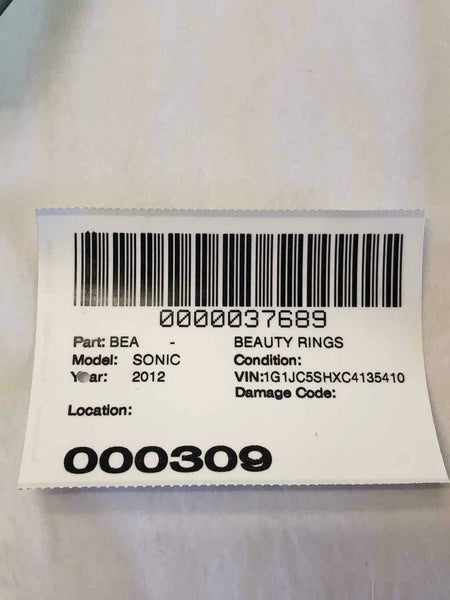 0000037689
Part: BEA - BEAUTY RINGS
Model: SONIC Condition:
Year: 2012 VIN:1G1JC5SHXC4135410
Damage Code:
Location:
000309